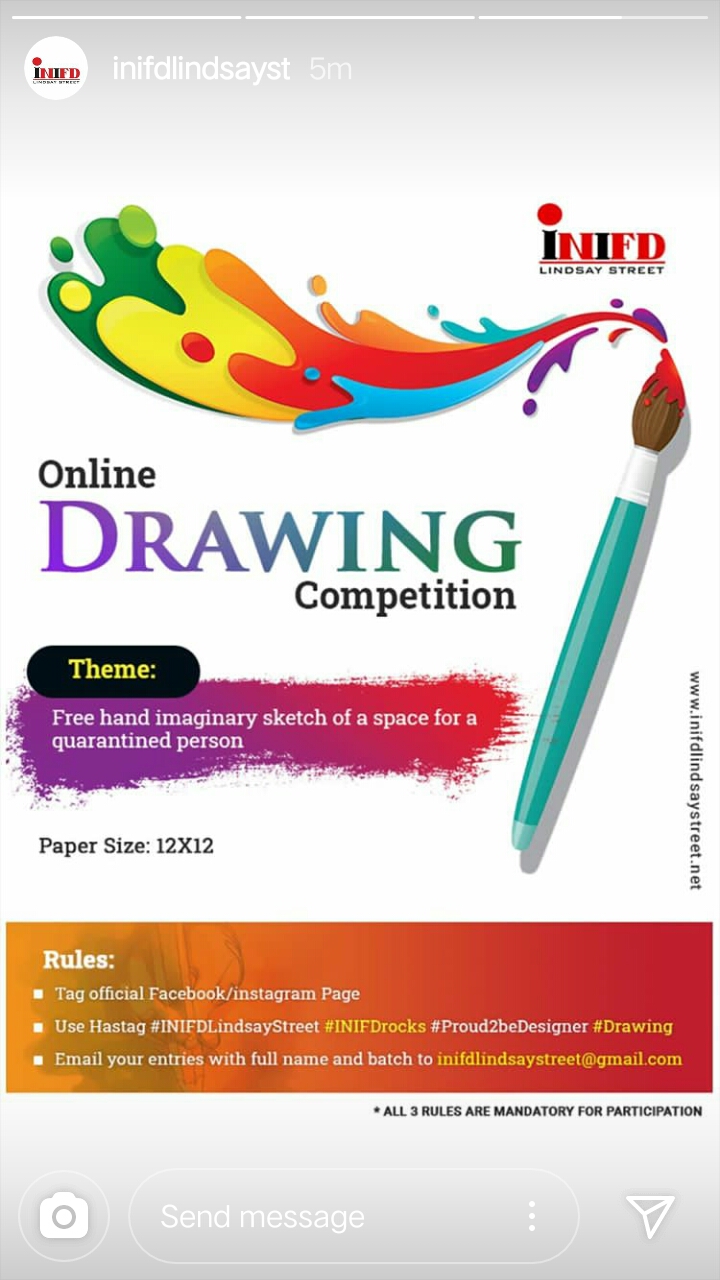 INIFD
LINDSAY STREET
inifdlindsayst 5m
INIFD
LINDSAY STREET
Online
DRAWING
Competition
Theme:
Free hand imaginary sketch of a space for a
quarantined person
www.inifdlindsaystreet.net
Paper Size: 12X12
Rules:
Tag official Facebook/instagram Page
Use Hastag #INIFDLindsayStreet #INIFDrocks #Proud2beDesigner #Drawing
Email your entries with full name and batch to inifdlindsaystreet@gmail.com
* ALL 3 RULES ARE MANDATORY FOR PARTICIPATION
Send message